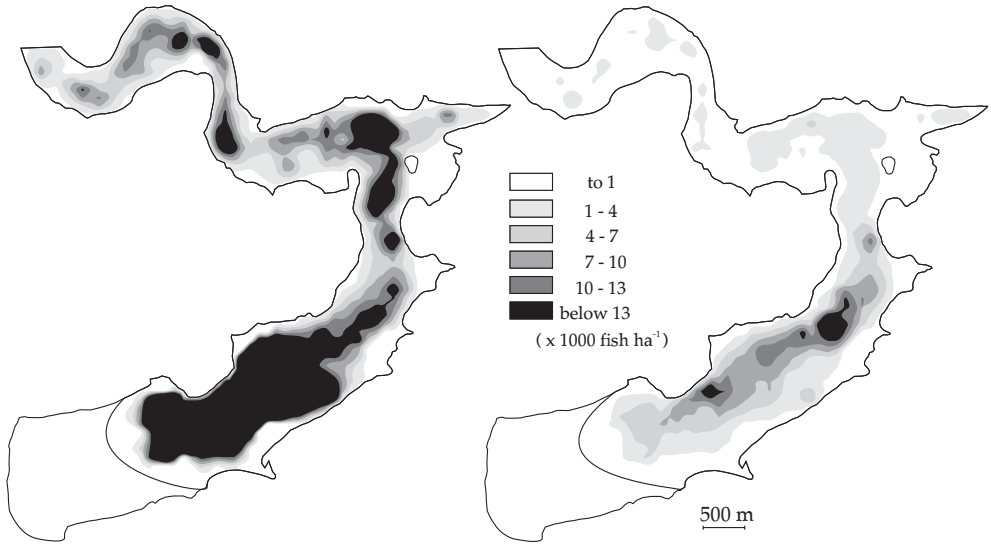 to 1
1 - 4
4 - 7
7 - 10
10 - 13
below 13
( x 1000 fish ha⁻¹)
500 m